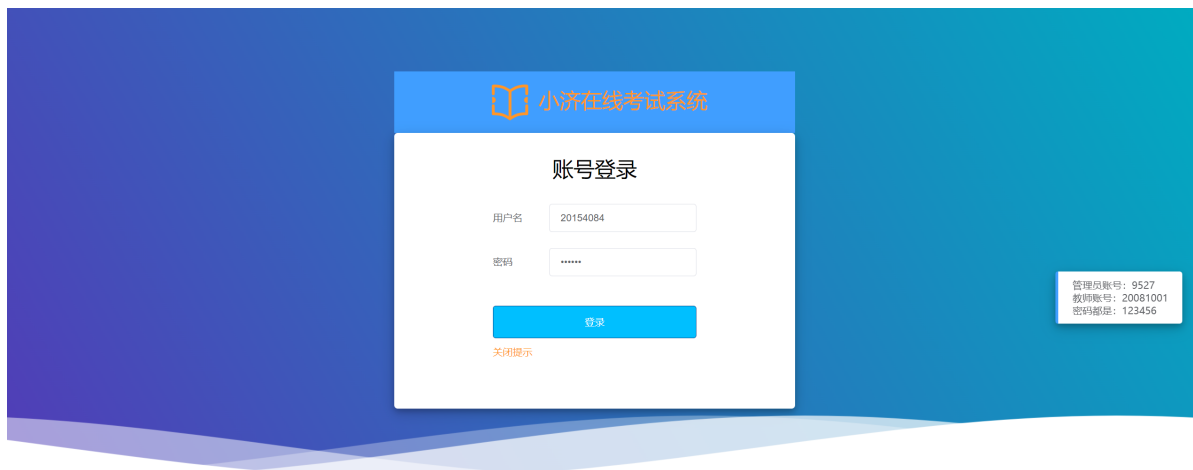 小济在线考试系统
账号登录
用户名 20154084
密码 ••••••
登录
关闭提示
管理员账号：9527
教师账号：20081001
密码都是：123456